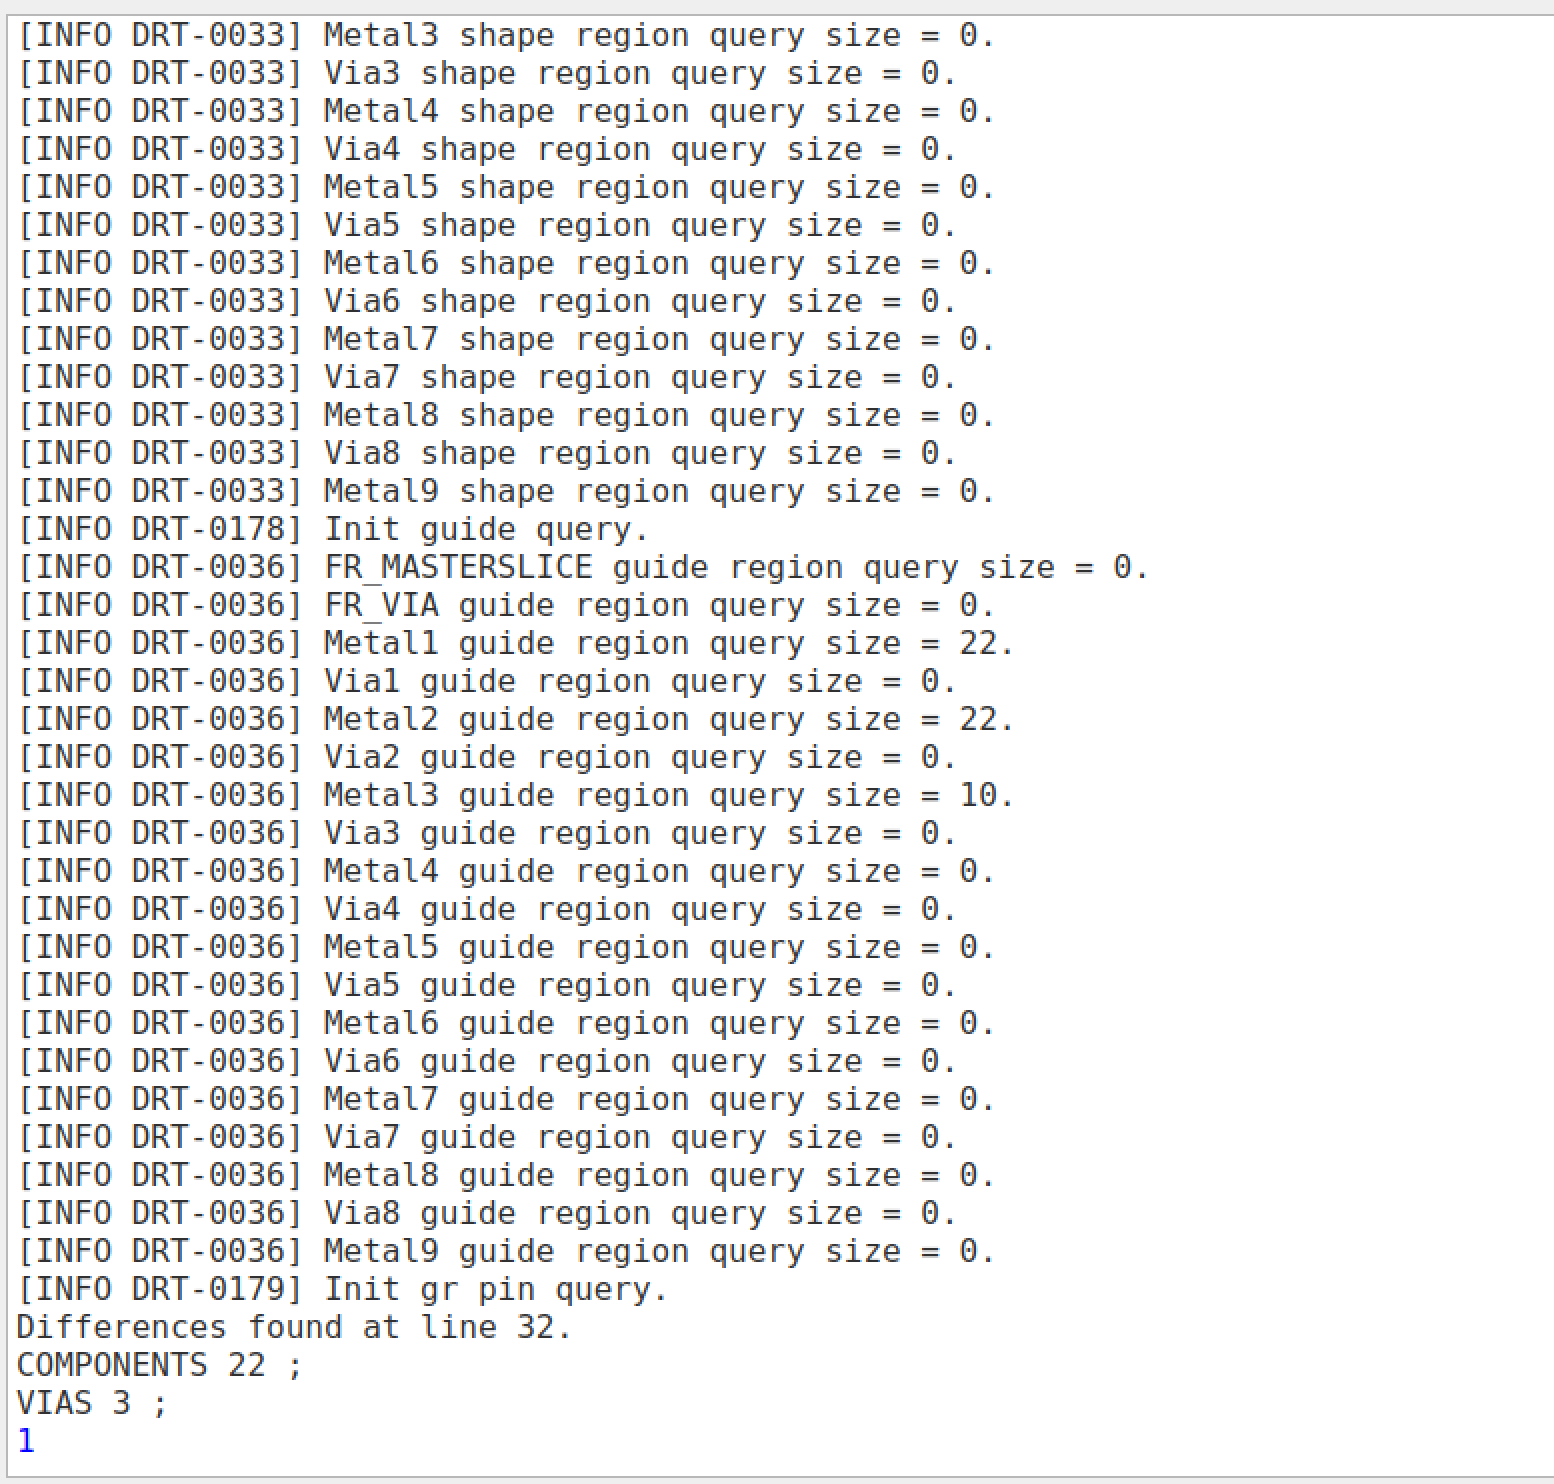 [INFO DRT-0033] Metal3 shape region query size = 0.
[INFO DRT-0033] Via3 shape region query size = 0.
[INFO DRT-0033] Metal4 shape region query size = 0.
[INFO DRT-0033] Via4 shape region query size = 0.
[INFO DRT-0033] Metal5 shape region query size = 0.
[INFO DRT-0033] Via5 shape region query size = 0.
[INFO DRT-0033] Metal6 shape region query size = 0.
[INFO DRT-0033] Via6 shape region query size = 0.
[INFO DRT-0033] Metal7 shape region query size = 0.
[INFO DRT-0033] Via7 shape region query size = 0.
[INFO DRT-0033] Metal8 shape region query size = 0.
[INFO DRT-0033] Via8 shape region query size = 0.
[INFO DRT-0033] Metal9 shape region query size = 0.
[INFO DRT-0178] Init guide query.
[INFO DRT-0036] FR_MASTERSLICE guide region query size = 0.
[INFO DRT-0036] FR_VIA guide region query size = 0.
[INFO DRT-0036] Metal1 guide region query size = 22.
[INFO DRT-0036] Via1 guide region query size = 0.
[INFO DRT-0036] Metal2 guide region query size = 22.
[INFO DRT-0036] Via2 guide region query size = 0.
[INFO DRT-0036] Metal3 guide region query size = 10.
[INFO DRT-0036] Via3 guide region query size = 0.
[INFO DRT-0036] Metal4 guide region query size = 0.
[INFO DRT-0036] Via4 guide region query size = 0.
[INFO DRT-0036] Metal5 guide region query size = 0.
[INFO DRT-0036] Via5 guide region query size = 0.
[INFO DRT-0036] Metal6 guide region query size = 0.
[INFO DRT-0036] Via6 guide region query size = 0.
[INFO DRT-0036] Metal7 guide region query size = 0.
[INFO DRT-0036] Via7 guide region query size = 0.
[INFO DRT-0036] Metal8 guide region query size = 0.
[INFO DRT-0036] Via8 guide region query size = 0.
[INFO DRT-0036] Metal9 guide region query size = 0.
[INFO DRT-0179] Init gr pin query.
Differences found at line 32.
COMPONENTS 22 ;
VIAS 3 ;
1